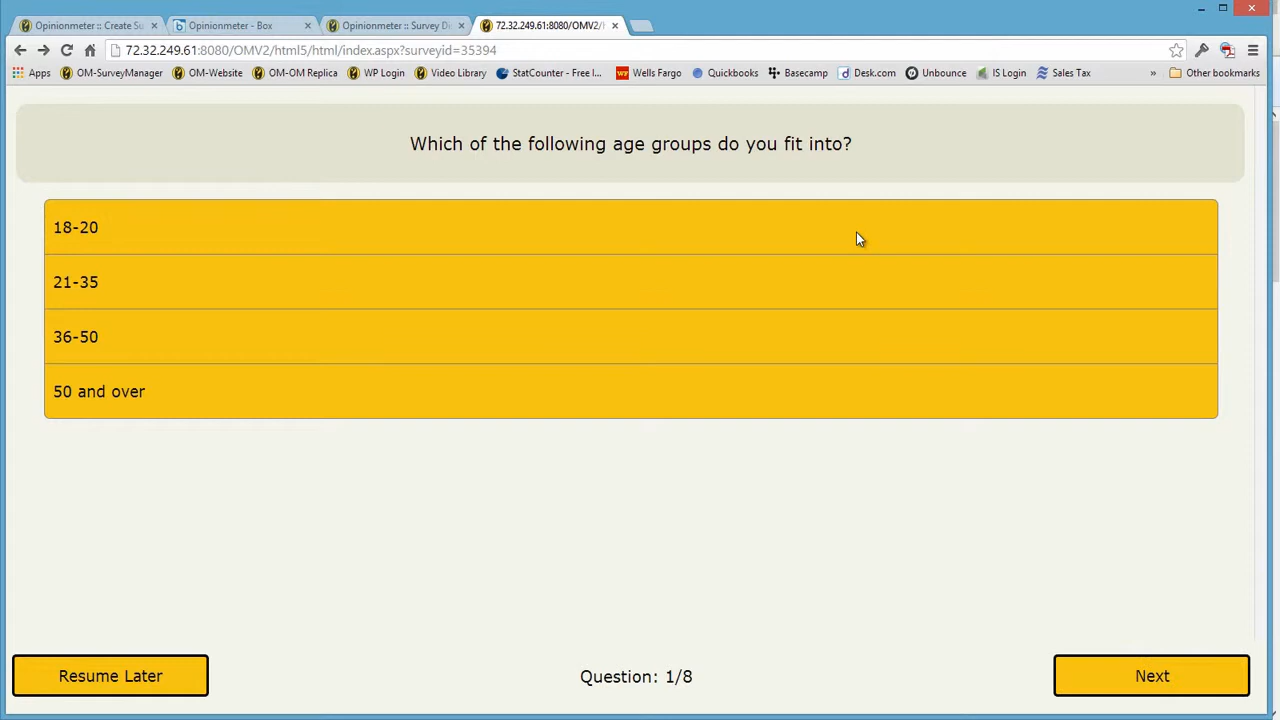 Opinionmeter :: Create Su
Opinionmeter - Box
Opinionmeter :: Survey Di
72.32.249.61:8080/OMV2/h
72.32.249.61:8080/OMV2/html5/html/index.aspx?surveyid=35394
Apps OM-SurveyManager OM-Website OM-OM Replica WP Login Video Library StatCounter - Free I... Wells Fargo Quickbooks Basecamp Desk.com Unbounce IS Login Sales Tax » Other bookmarks
Which of the following age groups do you fit into?
18-20
21-35
36-50
50 and over
Resume Later
Question: 1/8
Next